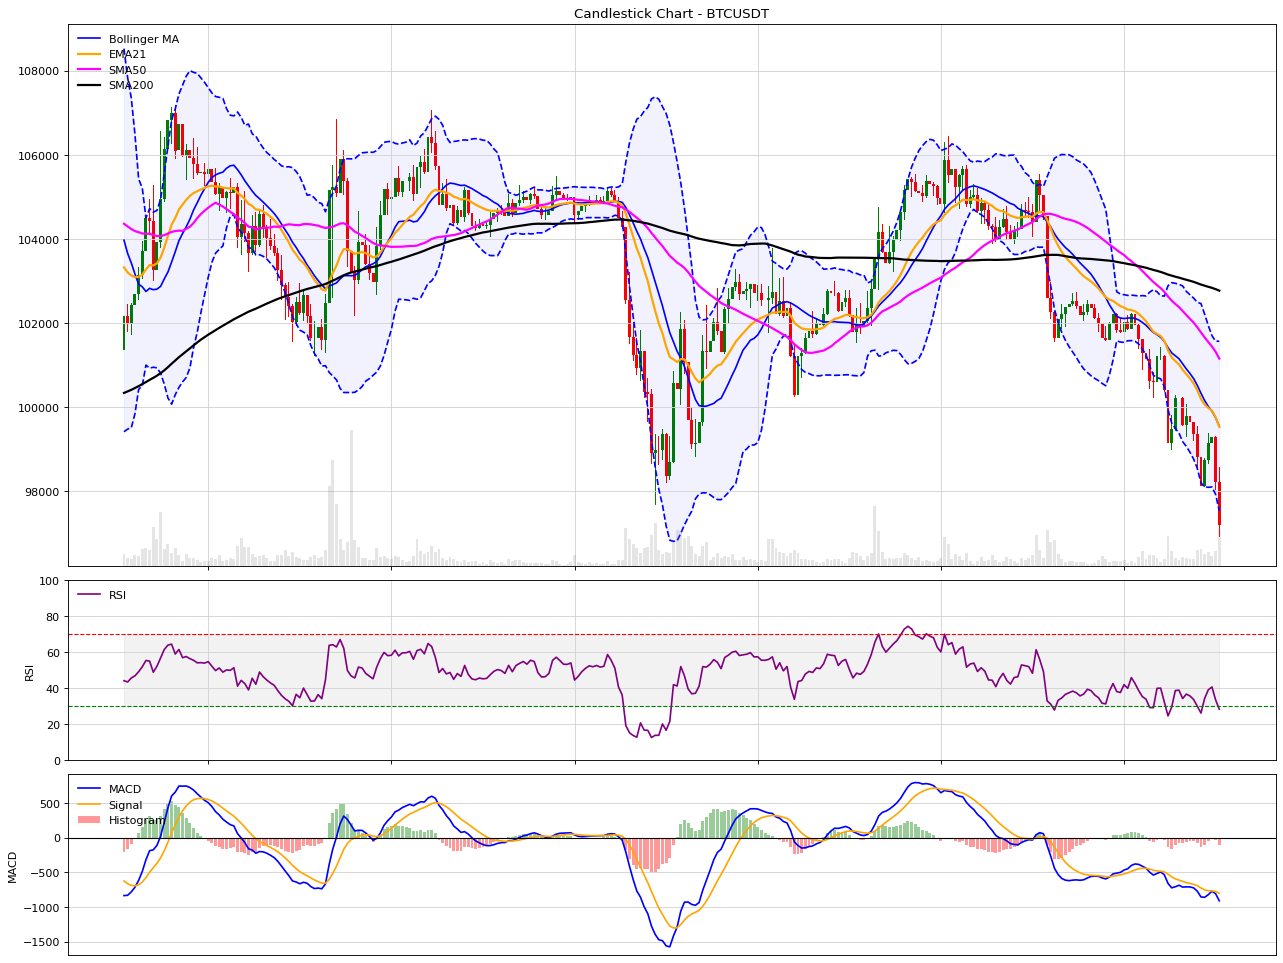 Candlestick Chart - BTCUSDT
Bollinger MA
EMA21
SMA50
SMA200
108000
106000
104000
102000
100000
98000
RSI
100
80
60
40
20
0
RSI
MACD
Signal
Histogram
500
0
−500
−1000
−1500
MACD